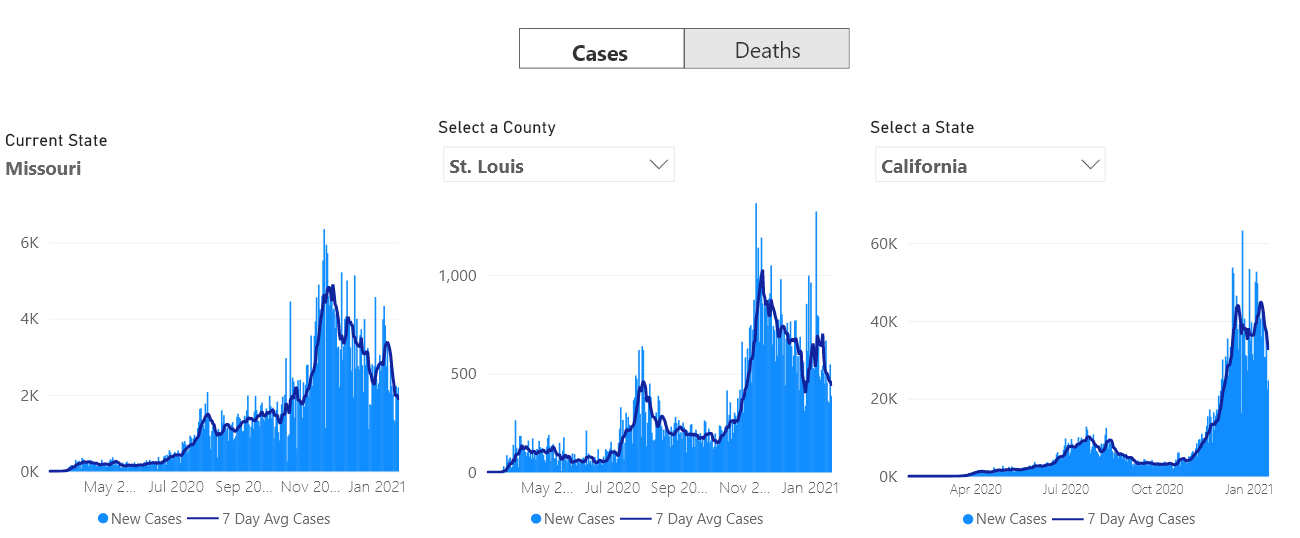 Cases
Deaths
Current State
Missouri
6K
4K
2K
0K
May 2...
Jul 2020
Sep 20...
Nov 20...
Jan 2021
New Cases
7 Day Avg Cases
Select a County
St. Louis
1,000
500
0
May 2...
Jul 2020
Sep 20...
Nov 2...
Jan 2021
New Cases
7 Day Avg Cases
Select a State
California
60K
40K
20K
0K
Apr 2020
Jul 2020
Oct 2020
Jan 2021
New Cases
7 Day Avg Cases